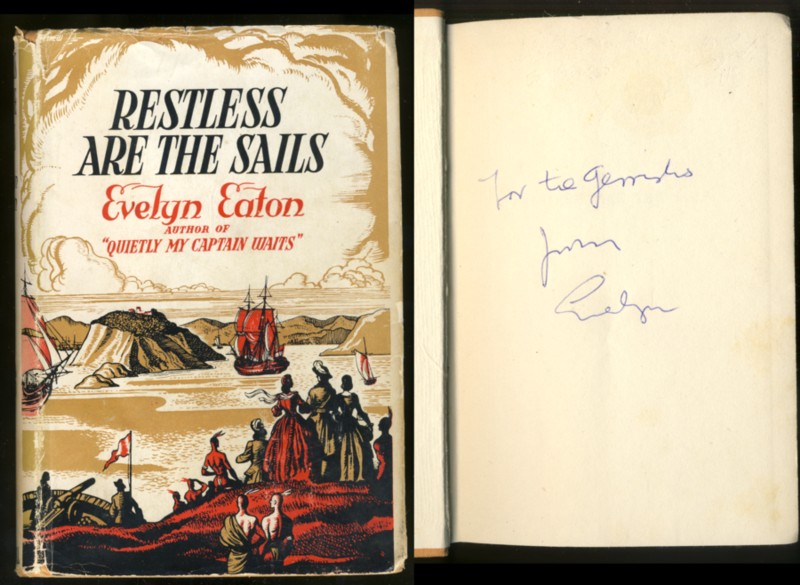 RESTLESS
ARE THE SAILS
Evelyn Eaton
AUTHOR OF
"QUIETLY MY CAPTAIN WAITS"
for the
from
Evelyn